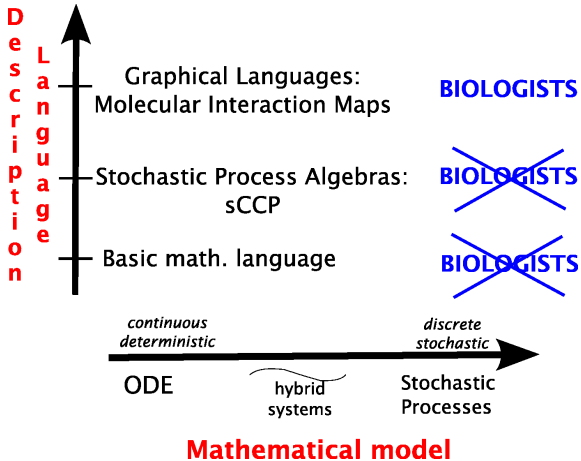 Description
Language
Graphical Languages:
Molecular Interaction Maps
BIOLOGISTS
Stochastic Process Algebras:
sCCP
BIOLOGISTS
Basic math. language
BIOLOGISTS
continuous
deterministic
discrete
stochastic
ODE
hybrid
systems
Stochastic
Processes
Mathematical model